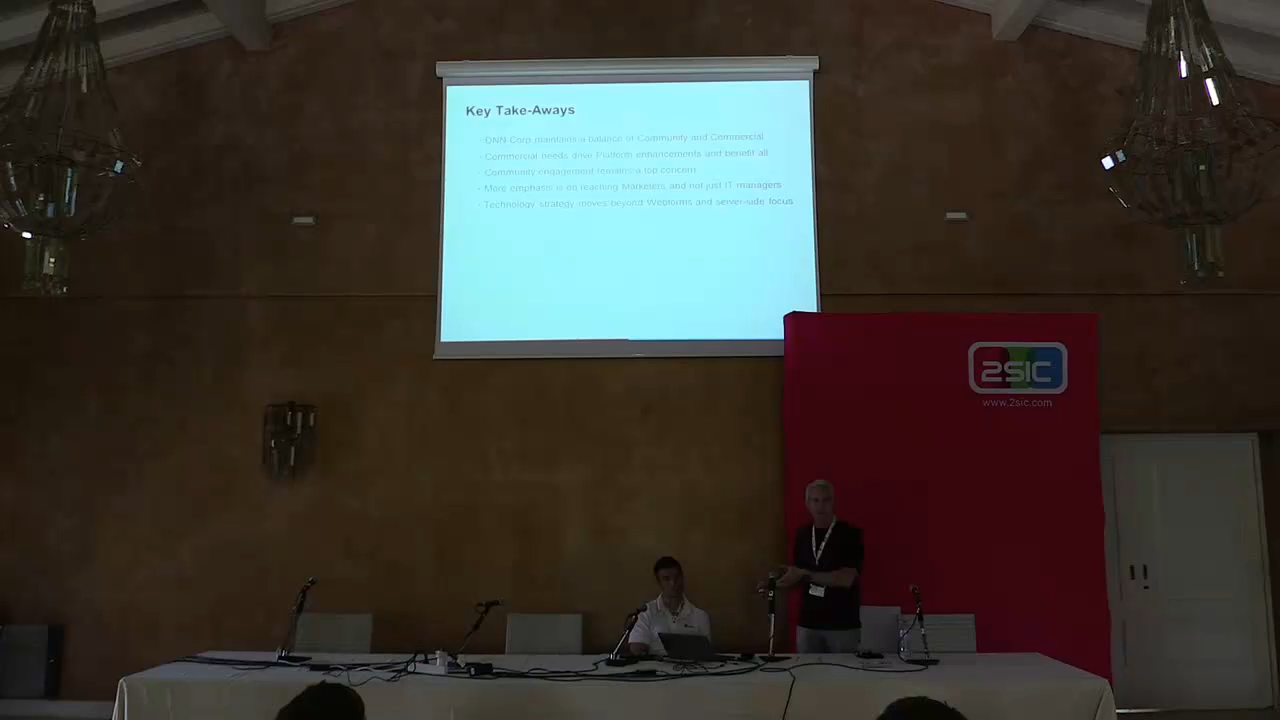 Key Take-Aways
- DNN Corp maintains a balance of Community and Commercial
- Commercial needs drive Platform enhancements and benefit all
- Community engagement remains a top concern
- More emphasis is on reaching Marketers and not just IT managers
- Technology strategy moves beyond Webforms and server-side focus
2SIC
www.2sic.com